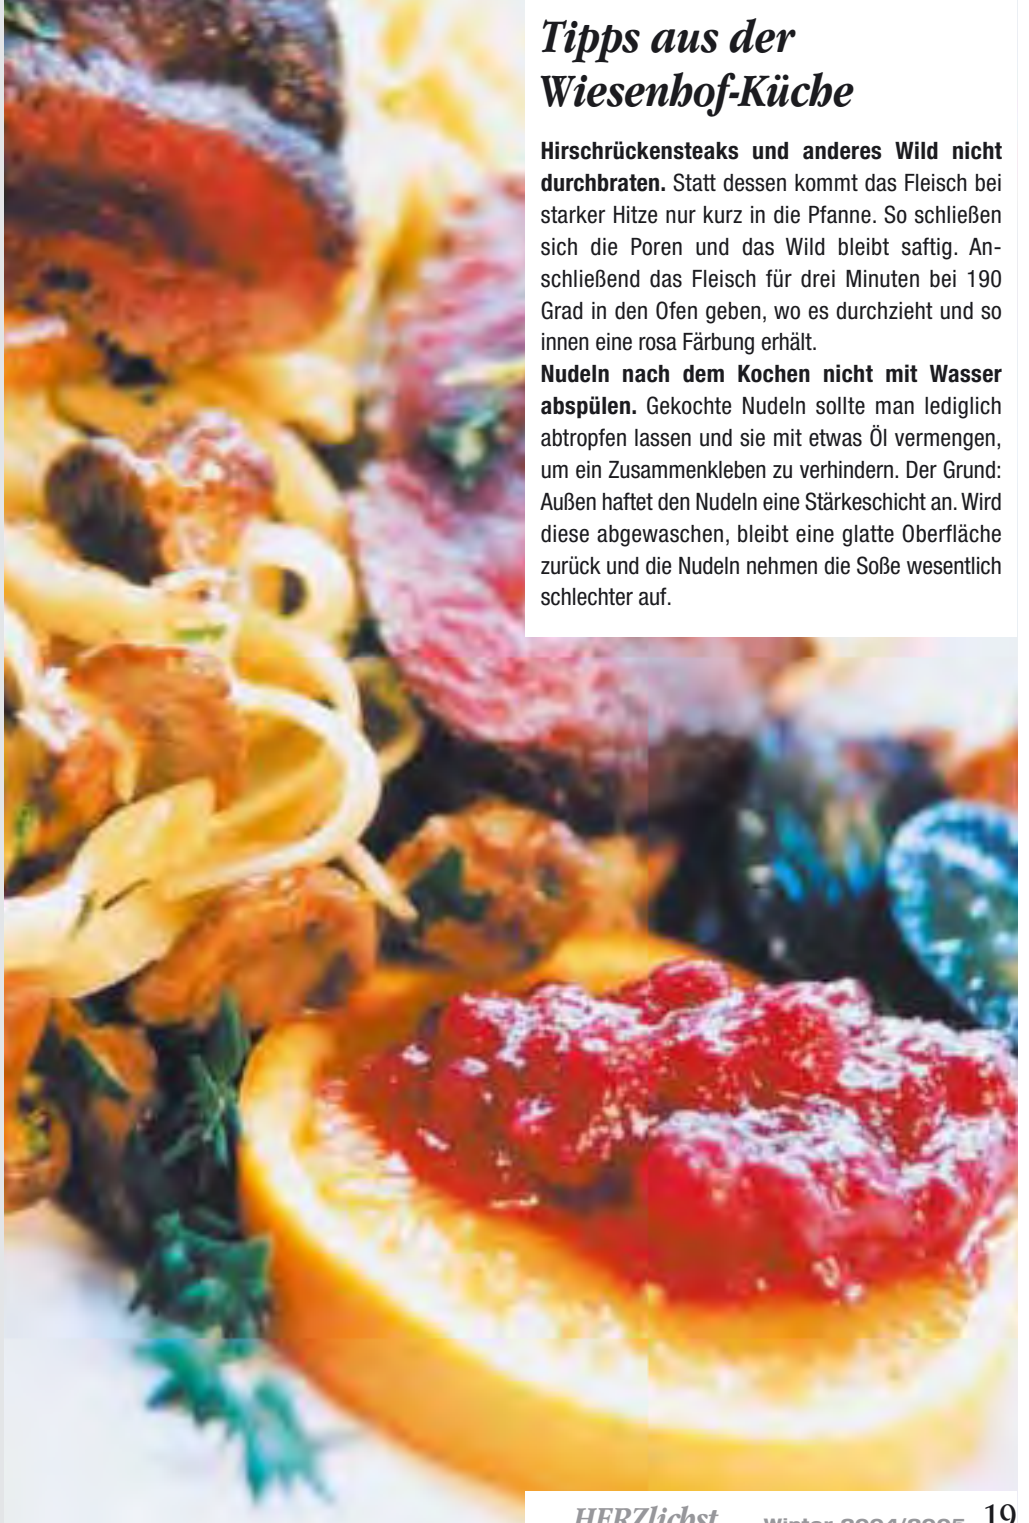 Tipps aus der
Wiesenhof-Küche
Hirschrückensteaks und anderes Wild nicht
durchbraten. Statt dessen kommt das Fleisch bei
starker Hitze nur kurz in die Pfanne. So schließen
sich die Poren und das Wild bleibt saftig. An-
schließend das Fleisch für drei Minuten bei 190
Grad in den Ofen geben, wo es durchzieht und so
innen eine rosa Färbung erhält.
Nudeln nach dem Kochen nicht mit Wasser
abspülen. Gekochte Nudeln sollte man lediglich
abtropfen lassen und sie mit etwas Öl vermengen,
um ein Zusammenkleben zu verhindern. Der Grund:
Außen haftet den Nudeln eine Stärkeschicht an. Wird
diese abgewaschen, bleibt eine glatte Oberfläche
zurück und die Nudeln nehmen die Soße wesentlich
schlechter auf.
HERZlichst Winter 2004/2005 19